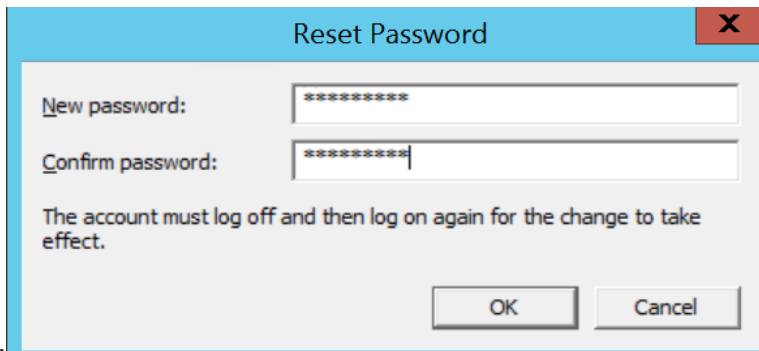 Reset Password
X
New password:
*********
Confirm password:
*********
The account must log off and then log on again for the change to take
effect.
OK
Cancel